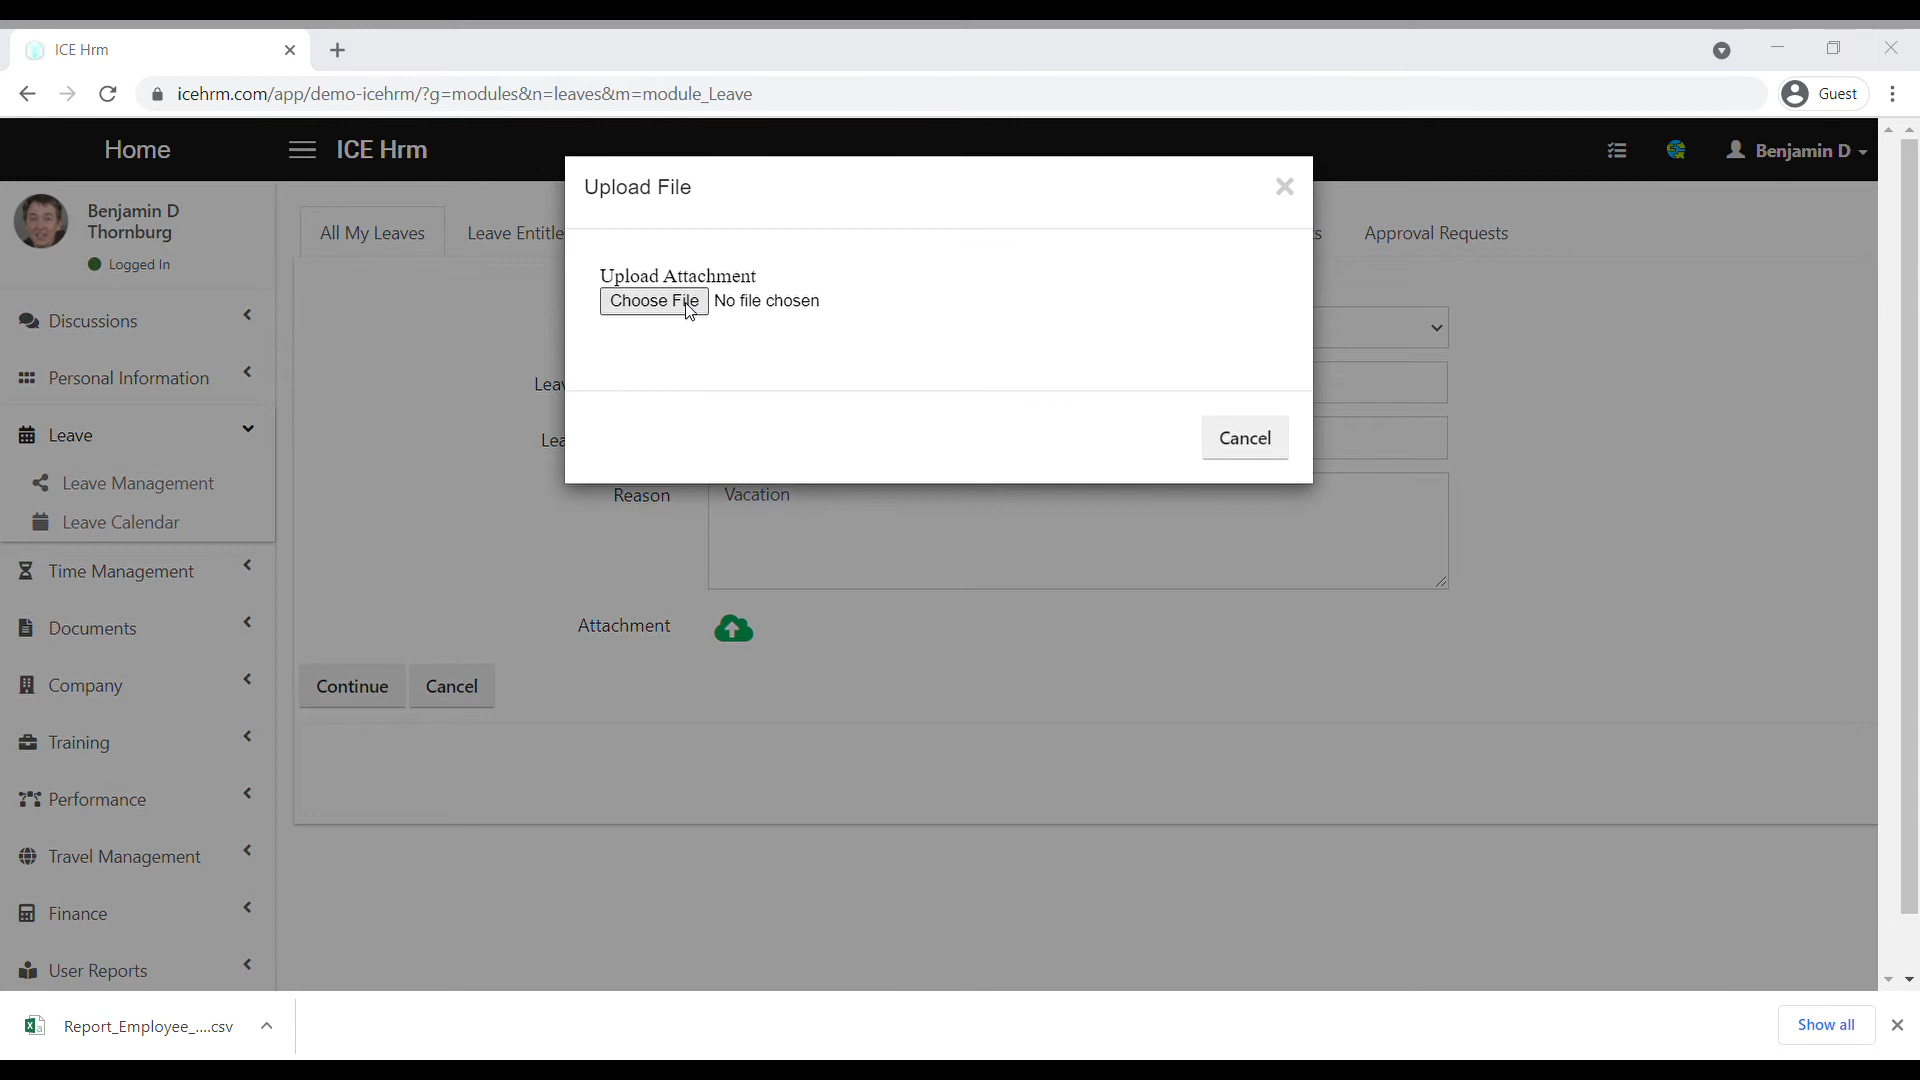 ICE Hrm
icehrm.com/app/demo-icehrm/?g=modules&n=leaves&m=module_Leave
Guest
Home
ICE Hrm
Benjamin D
Benjamin D
Thornburg
Logged In
Discussions
Personal Information
Leave
Leave Management
Leave Calendar
Time Management
Documents
Company
Training
Performance
Travel Management
Finance
User Reports
All My Leaves
Leave Entitle
Approval Requests
Upload File
Upload Attachment
Choose File No file chosen
Cancel
Reason
Vacation
Attachment
Continue
Cancel
Report_Employee_....csv
Show all